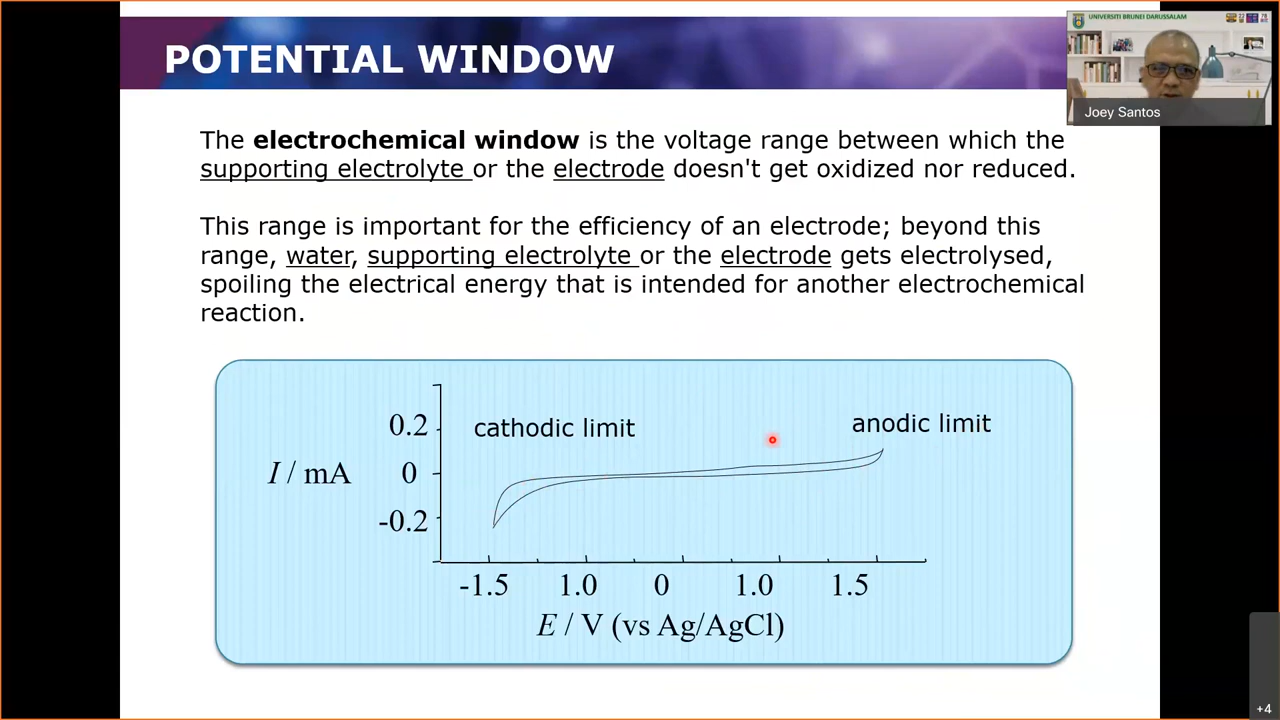 POTENTIAL WINDOW
UNIVERSITI BRUNEI DARUSSALAM
Joey Santos
The electrochemical window is the voltage range between which the
supporting electrolyte or the electrode doesn't get oxidized nor reduced.
This range is important for the efficiency of an electrode; beyond this
range, water, supporting electrolyte or the electrode gets electrolysed,
spoiling the electrical energy that is intended for another electrochemical
reaction.
0.2
cathodic limit
anodic limit
I / mA
0
-0.2
-1.5 1.0 0 1.0 1.5
E / V (vs Ag/AgCl)
+4